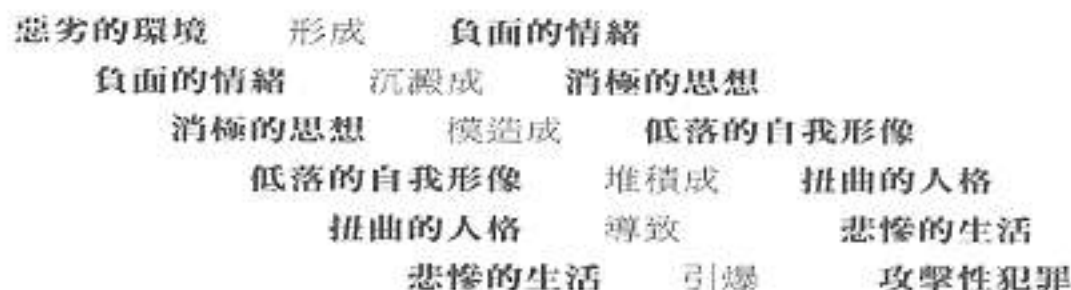 惡劣的環境 形成 負面的情緒
負面的情緒 沉澱成 消極的思想
消極的思想 模造成 低落的自我形像
低落的自我形像 堆積成 扭曲的人格
扭曲的人格 導致 悲慘的生活
悲慘的生活 引爆 攻擊性犯罪